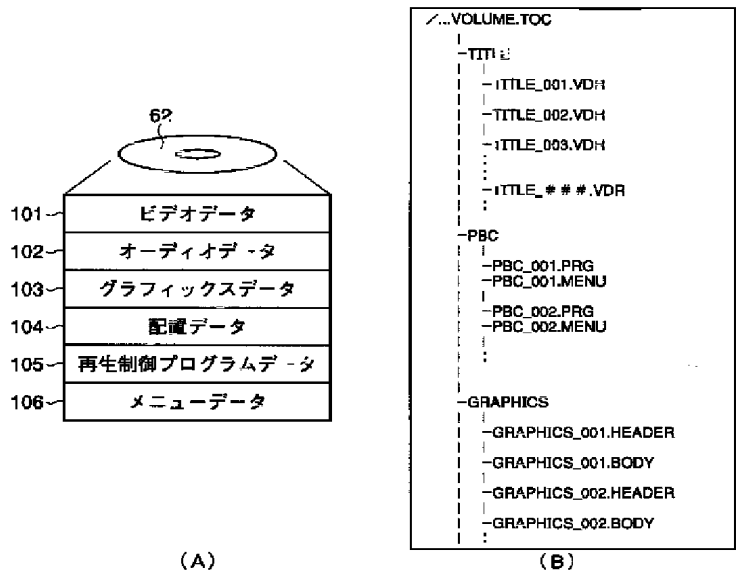 62
101 ビデオデータ
102 オーディオデータ
103 グラフィックスデータ
104 配置データ
105 再生制御プログラムデータ
106 メニューデータ
(A)
/...VOLUME.TOC
TITLE
TITLE_001.VDR
TITLE_002.VDR
TITLE_003.VDR
TITLE_###.VDR
PBC
PBC_001.PRG
PBC_001.MENU
PBC_002.PRG
PBC_002.MENU
GRAPHICS
GRAPHICS_001.HEADER
GRAPHICS_001.BODY
GRAPHICS_002.HEADER
GRAPHICS_002.BODY
(B)